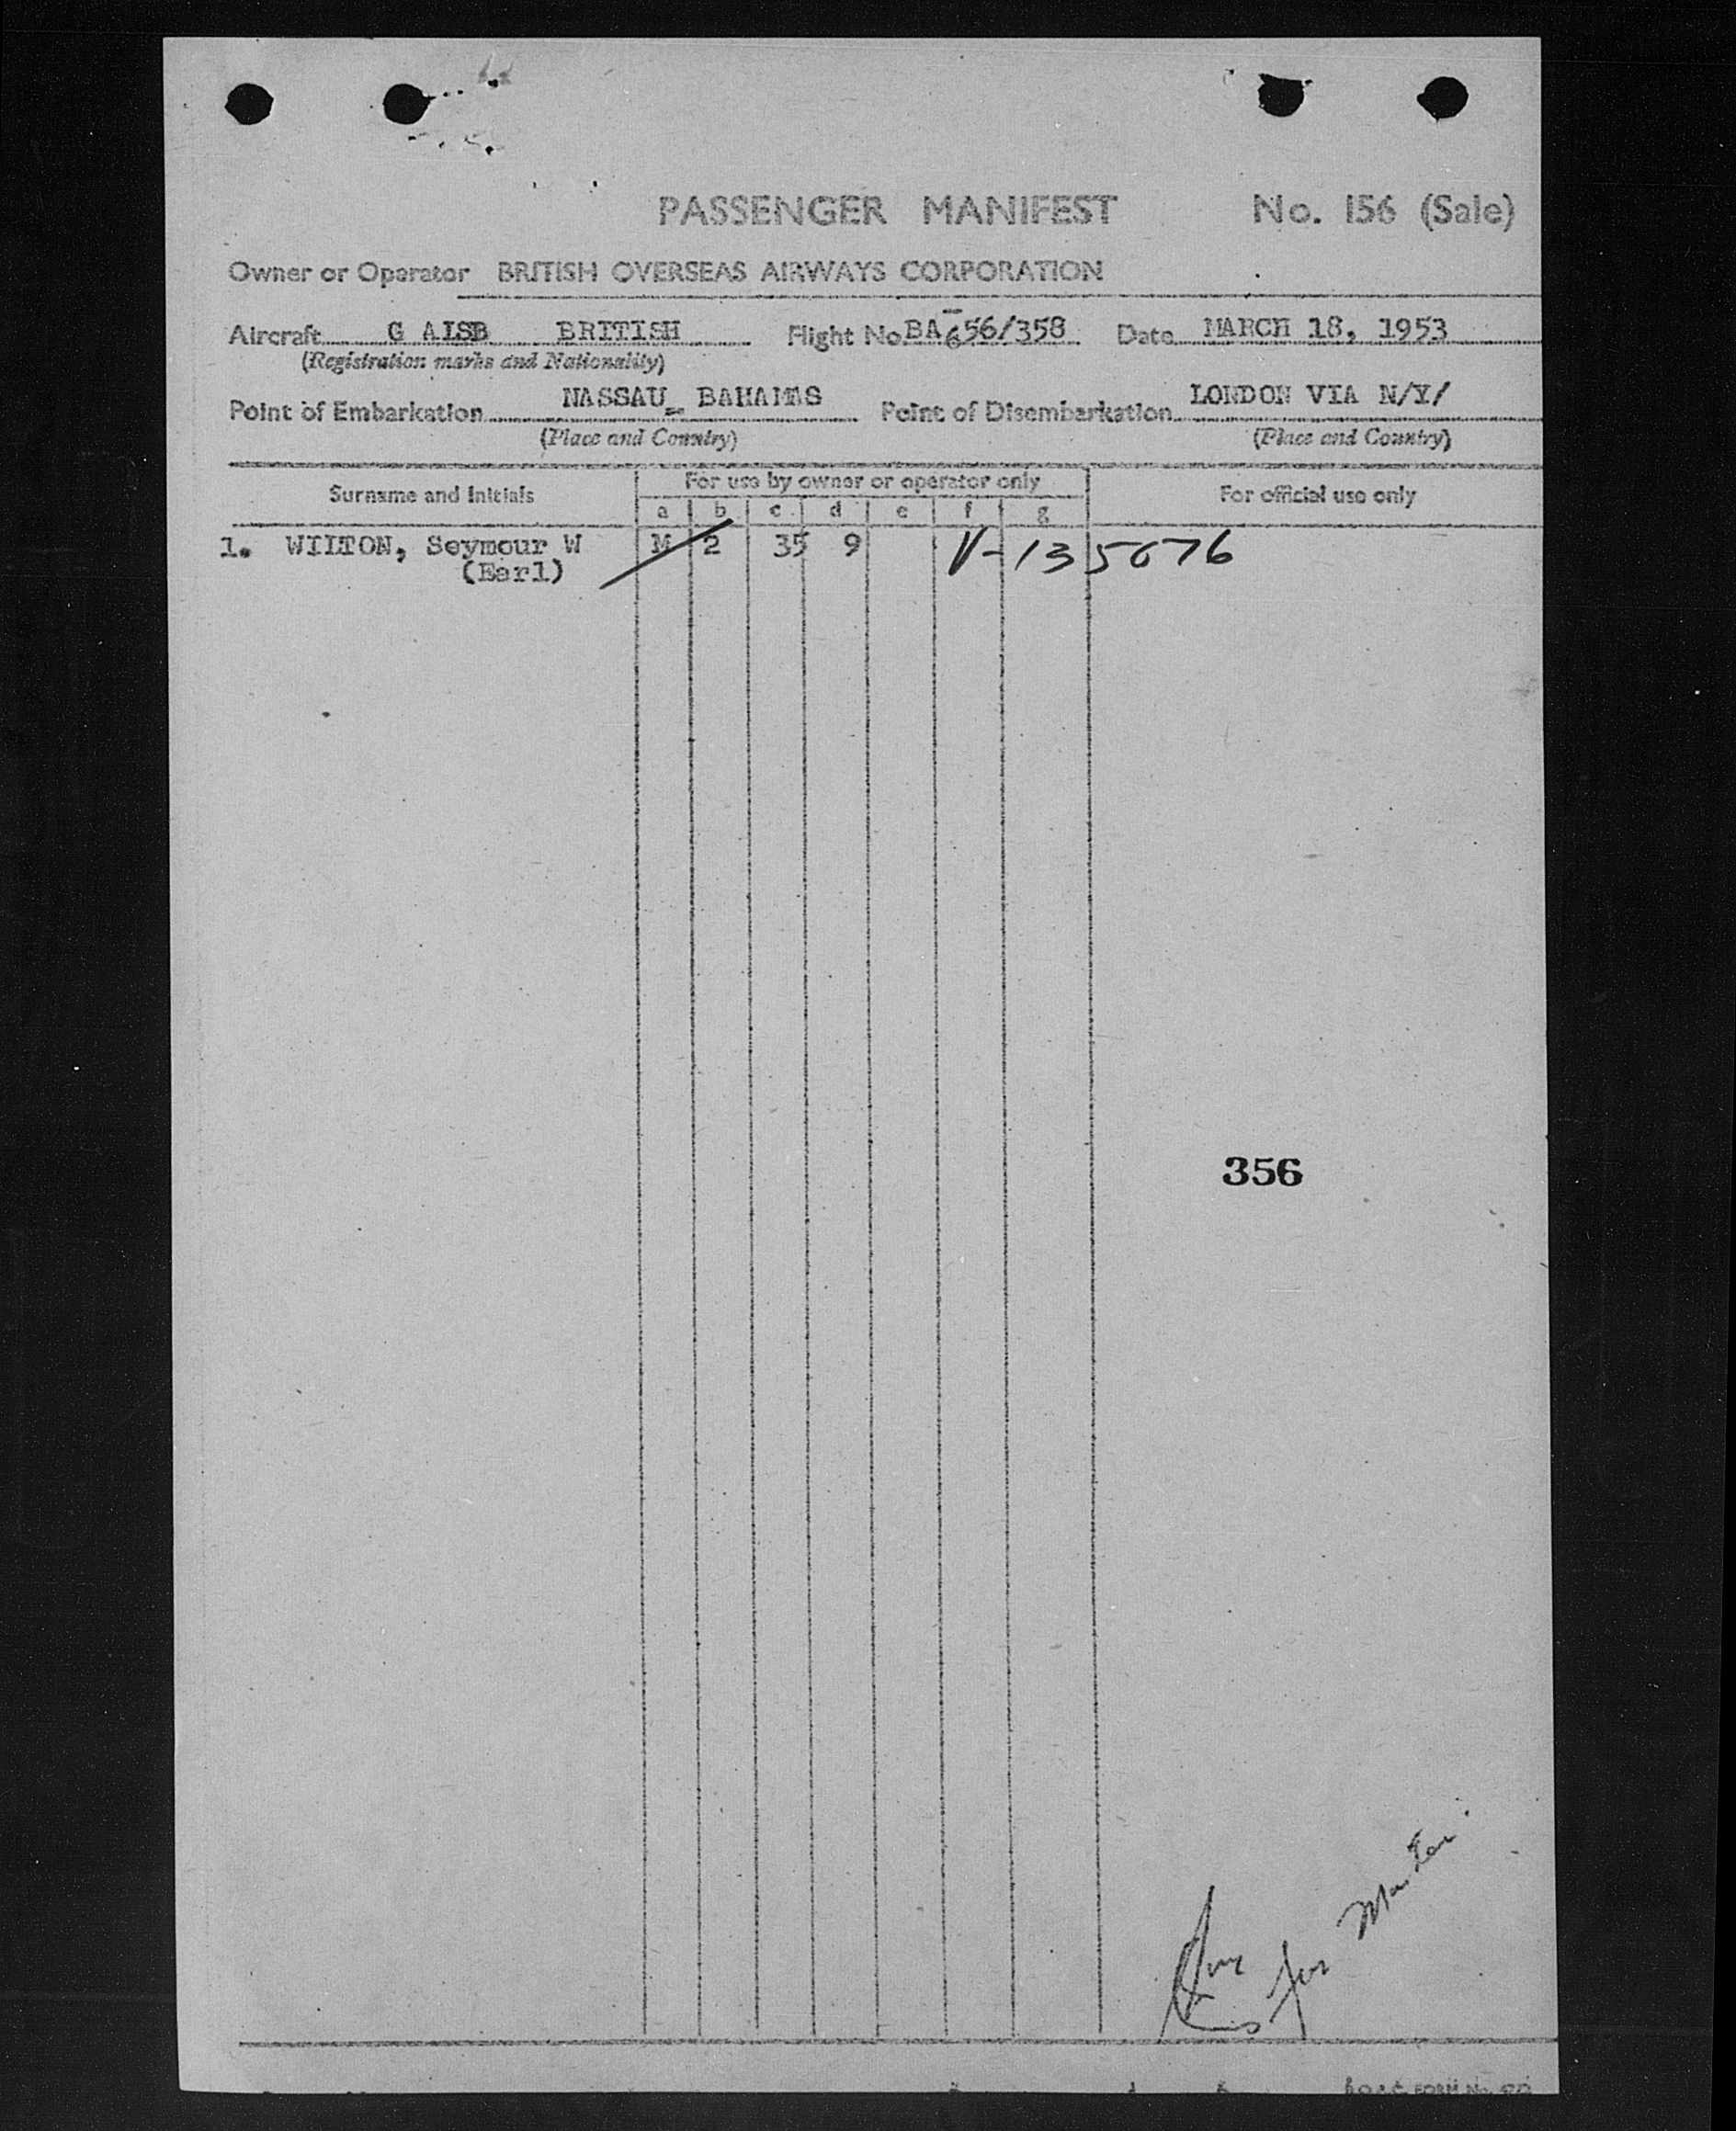 PASSENGER MANIFEST No. 156 (Sale)
Owner or Operator BRITISH OVERSEAS AIRWAYS CORPORATION
Aircraft G AISB BRITISH Flight No. BA 656/358 Date MARCH 18, 1953
(Registration marks and Nationality)
Point of Embarkation NASSAU BAHAMAS Point of Disembarkation LONDON VIA N/Y/
(Place and Country) (Place and Country)
Surname and Initials For use by owner or operator only For official use only
a b c d e f g
1. WILTON, Seymour W M 2 35 9 V-135676
(Earl)
356
for Master